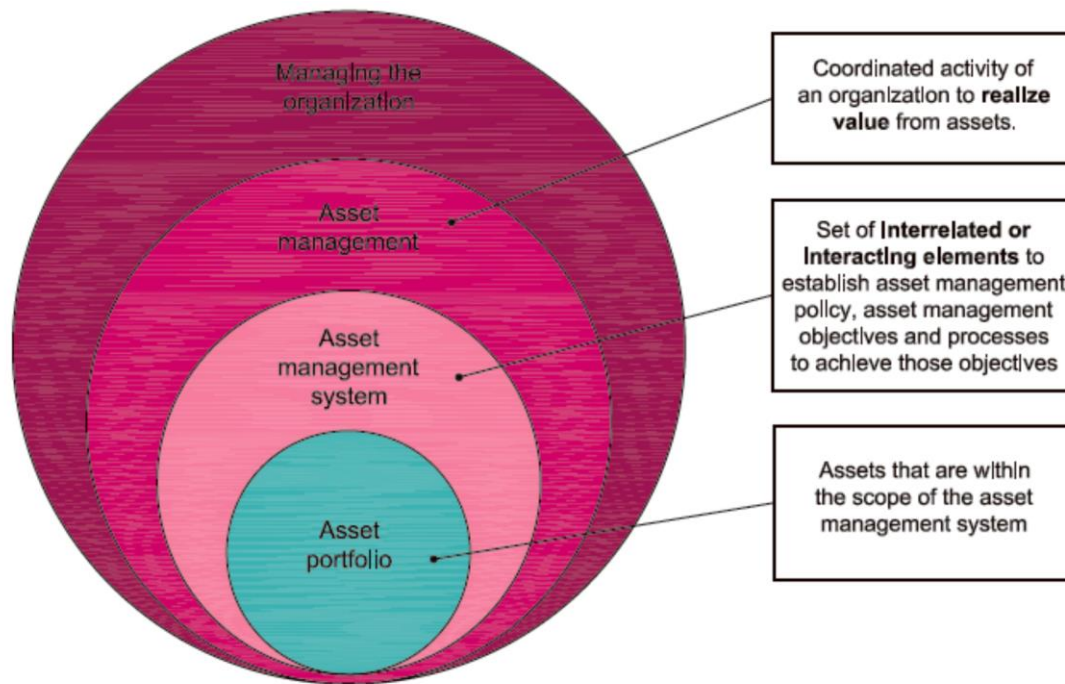 Managing the
organization
Asset
management
Asset
management
system
Asset
portfolio
Coordinated activity of
an organization to realize
value from assets.
Set of Interrelated or
Interacting elements to
establish asset management
policy, asset management
objectives and processes
to achieve those objectives
Assets that are within
the scope of the asset
management system